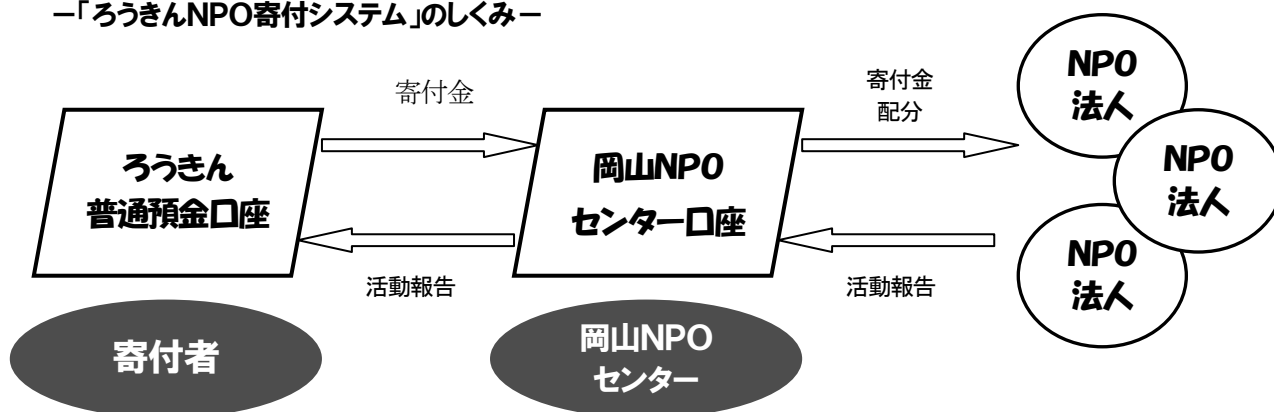 －「ろうきんNPO寄付システム」のしくみ－
寄付金
寄付金
配分
ろうきん
普通預金口座
岡山NPO
センター口座
NPO
法人
NPO
法人
NPO
法人
活動報告
活動報告
寄付者
岡山NPO
センター